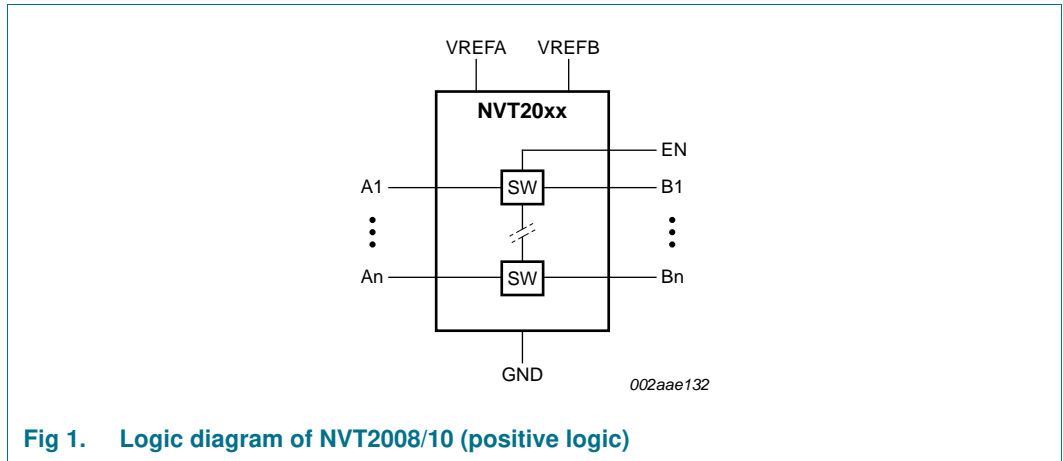 VREFA VREFB
NVT20xx
EN
A1 SW B1
An SW Bn
GND
002aae132
Fig 1. Logic diagram of NVT2008/10 (positive logic)